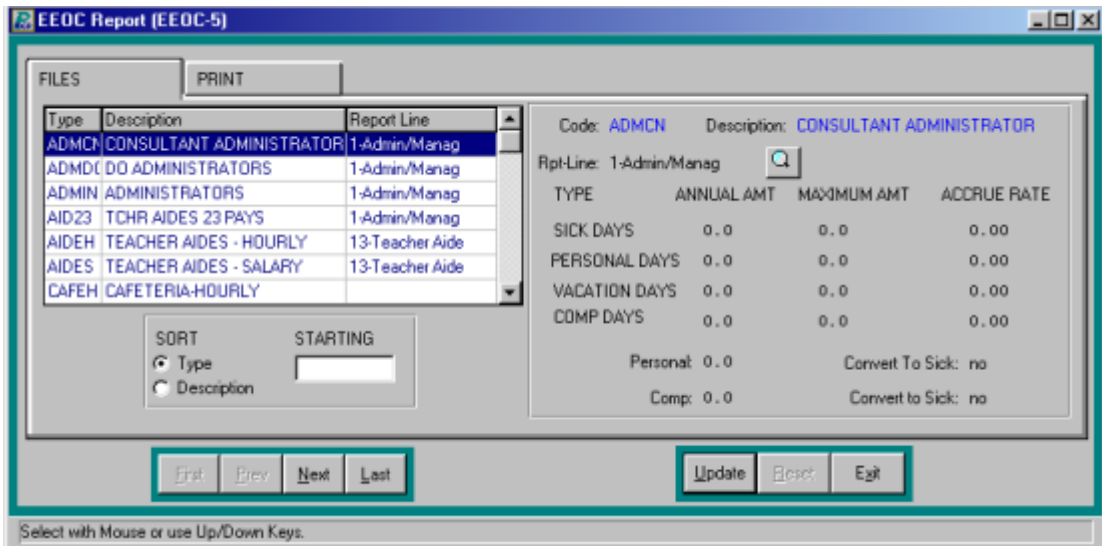 EEOC Report (EEOC-5)
FILES PRINT
Type Description Report Line
ADMCN CONSULTANT ADMINISTRATOR 1-Admin/Manag
ADMDO DO ADMINISTRATORS 1-Admin/Manag
ADMIN ADMINISTRATORS 1-Admin/Manag
AID23 TCHR AIDES 23 PAYS 1-Admin/Manag
AIDEH TEACHER AIDES - HOURLY 13-Teacher Aide
AIDES TEACHER AIDES - SALARY 13-Teacher Aide
CAFEH CAFETERIA-HOURLY
SORT STARTING
Type
Description
Code: ADMCN Description: CONSULTANT ADMINISTRATOR
Rpt-Line: 1-Admin/Manag
TYPE ANNUAL AMT MAXIMUM AMT ACCRUE RATE
SICK DAYS 0.0 0.0 0.00
PERSONAL DAYS 0.0 0.0 0.00
VACATION DAYS 0.0 0.0 0.00
COMP DAYS 0.0 0.0 0.00
Personal: 0.0 Convert To Sick: no
Comp: 0.0 Convert to Sick: no
First Prev Next Last
Update Reset Exit
Select with Mouse or use Up/Down Keys.